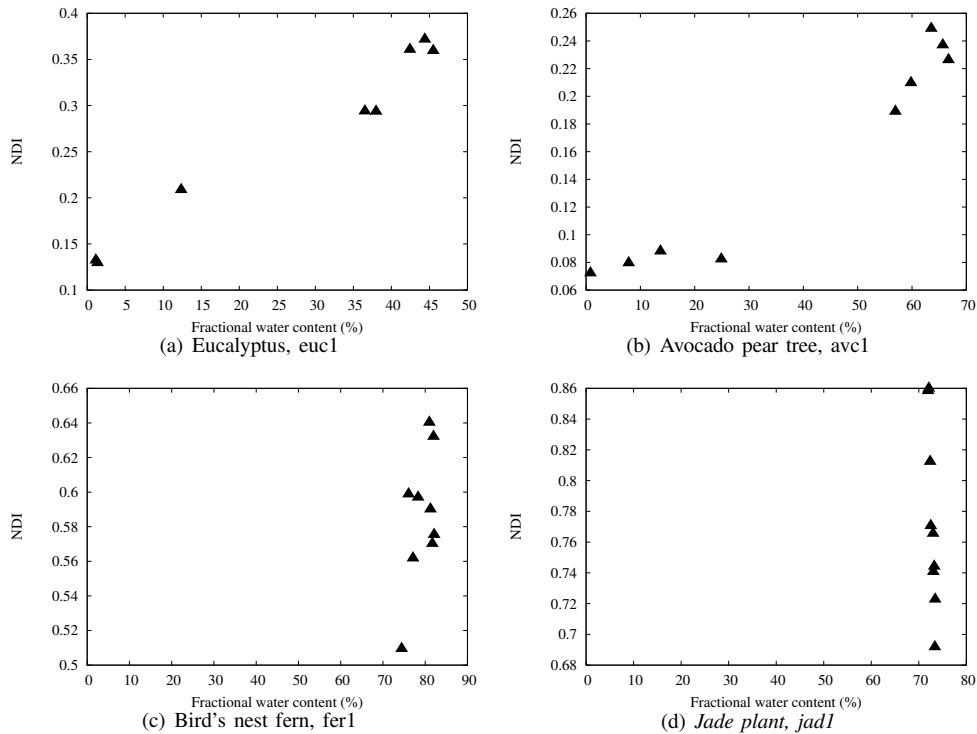 0.4
0.35
0.3
0.25
0.2
0.15
0.1
NDI
0 5 10 15 20 25 30 35 40 45 50
Fractional water content (%)
(a) Eucalyptus, euc1
0.26
0.24
0.22
0.2
0.18
0.16
0.14
0.12
0.1
0.08
0.06
NDI
0 10 20 30 40 50 60 70
Fractional water content (%)
(b) Avocado pear tree, avc1
0.66
0.64
0.62
0.6
0.58
0.56
0.54
0.52
0.5
NDI
0 10 20 30 40 50 60 70 80 90
Fractional water content (%)
(c) Bird's nest fern, fer1
0.86
0.84
0.82
0.8
0.78
0.76
0.74
0.72
0.7
0.68
NDI
0 10 20 30 40 50 60 70 80
Fractional water content (%)
(d) Jade plant, jad1